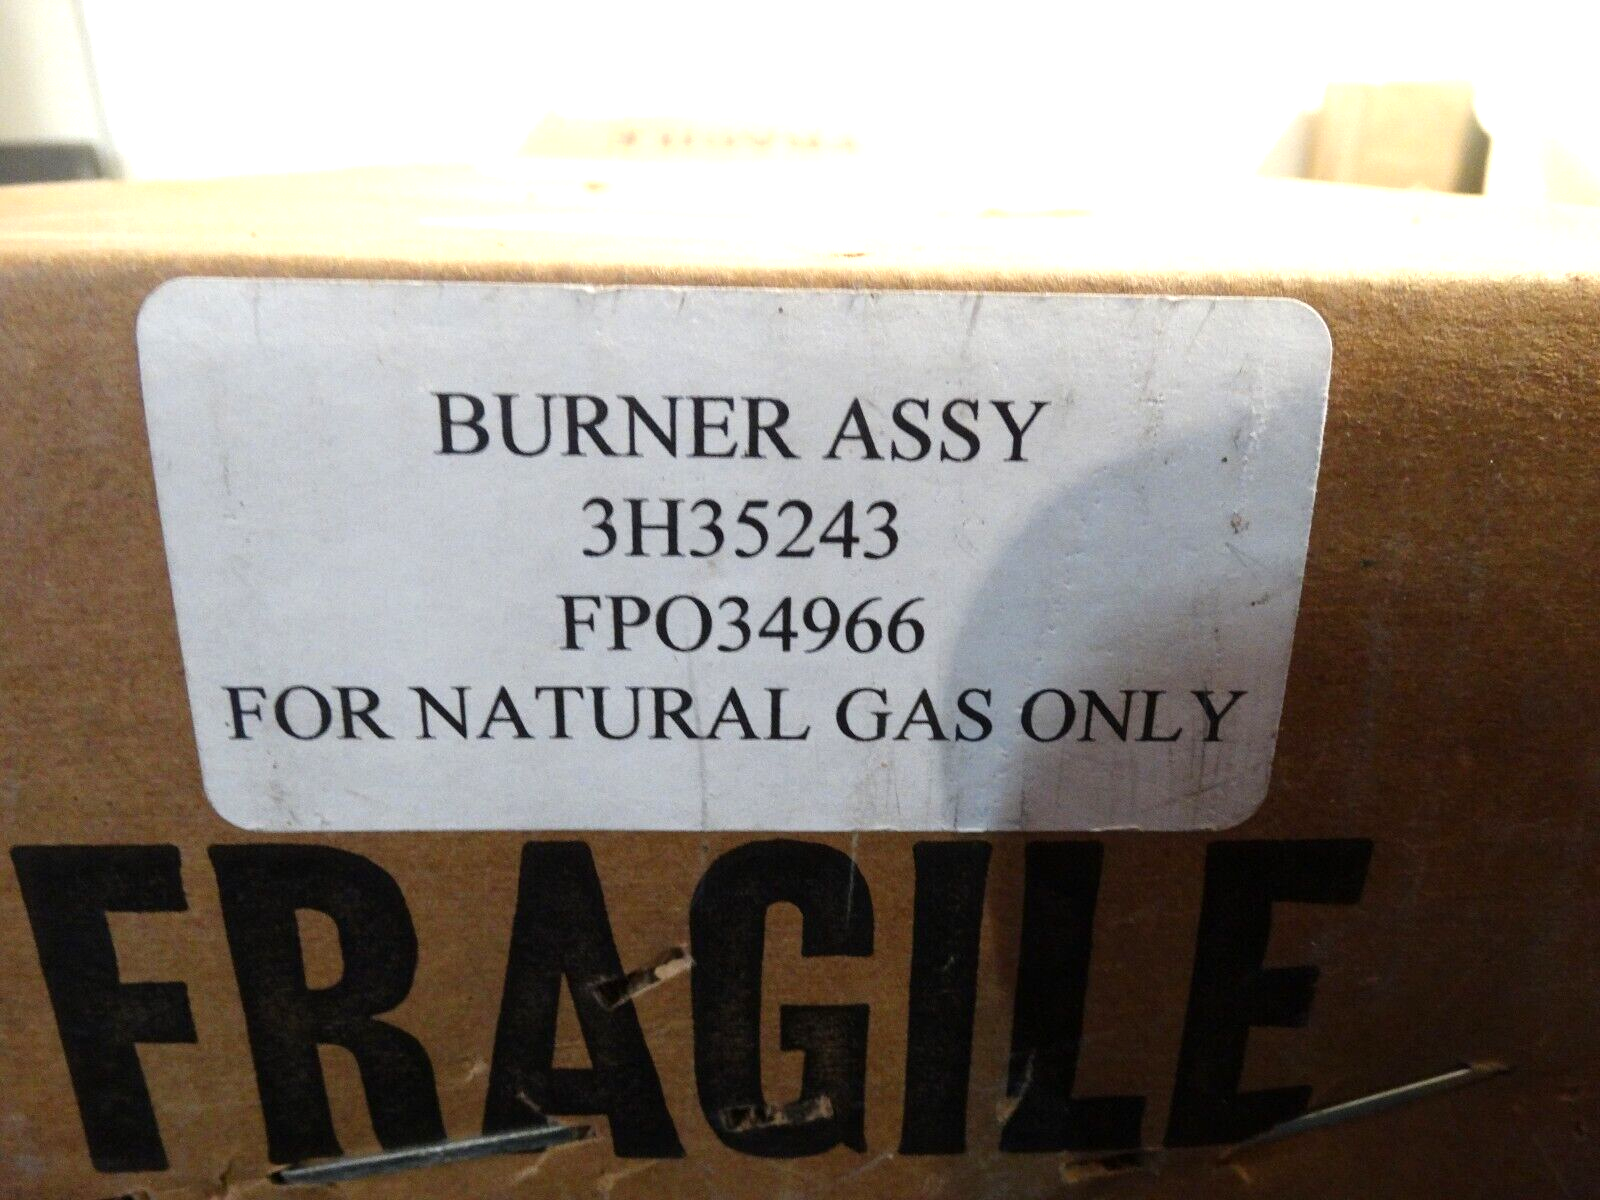 BURNER ASSY
3H35243
FPO34966
FOR NATURAL GAS ONLY
FRAGILE